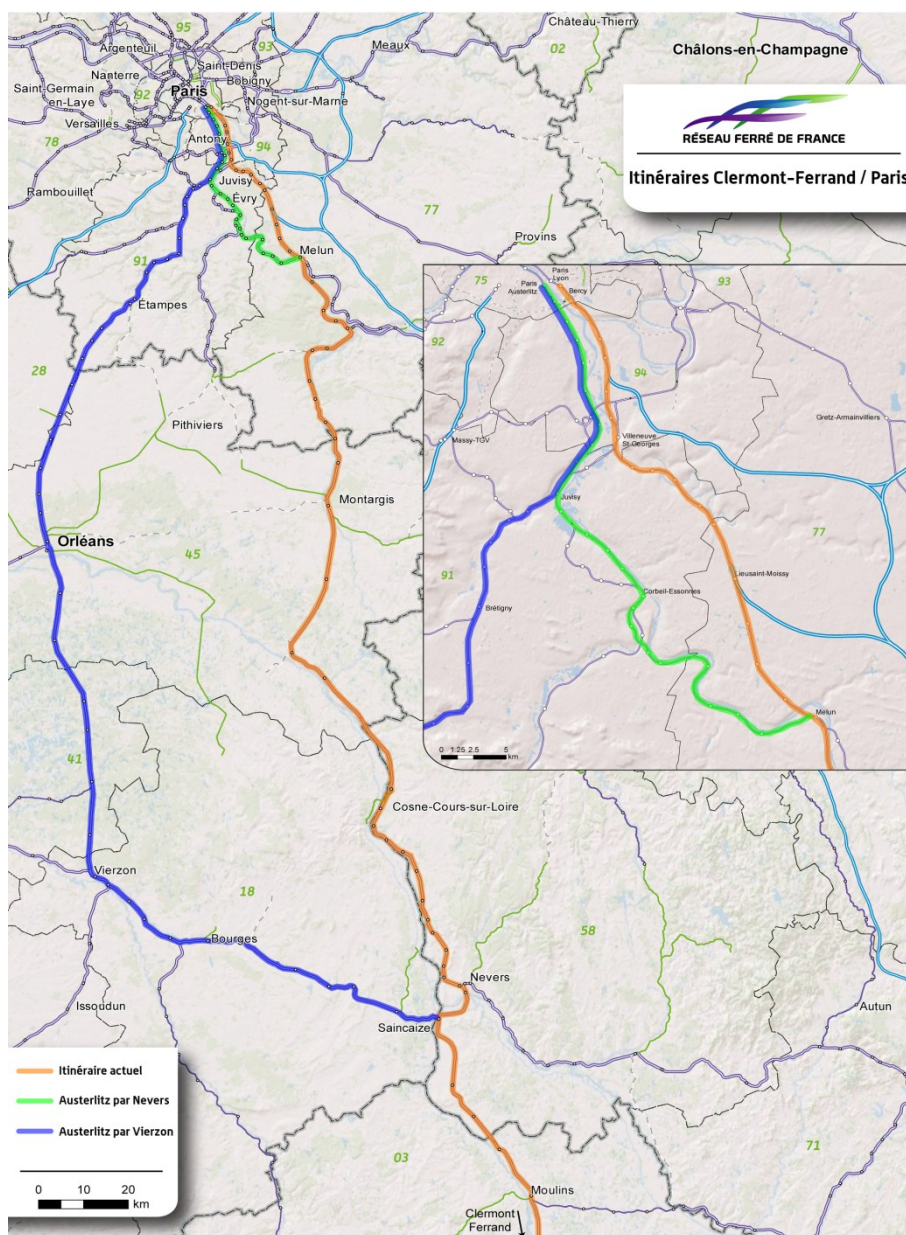 95
Argenteuil
93
Saint-Denis
Nanterre
Bobigny
Meaux
Château-Thierry
02
Châlons-en-Champagne
Saint-Germain
en-Laye
92
Paris
Nogent-sur-Marne
Versailles
78
Antony
94
Rambouillet
Juvisy
Évry
77
Provins
91
Melun
Étampes
28
Pithiviers
Montargis
Orléans
45
41
Cosne-Cours-sur-Loire
Vierzon
18
Bourges
58
Nevers
Issoudun
Saincaize
Autun
71
03
Moulins
Clermont
Ferrand
RÉSEAU FERRÉ DE FRANCE
Itinéraires Clermont-Ferrand / Paris
75
Paris
Austerlitz
Paris
Lyon
Bercy
93
92
94
Massy-TGV
Villeneuve
St-Georges
Gretz-Armainvilliers
Juvisy
77
91
Lieusaint-Moissy
Brétigny
Corbeil-Essonnes
Melun
0 1.25 2.5 5
km
Itinéraire actuel
Austerlitz par Nevers
Austerlitz par Vierzon
0 10 20
km